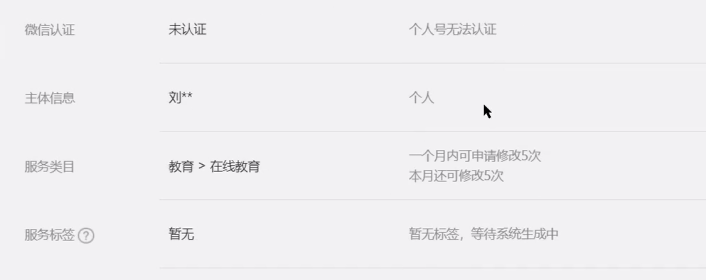 微信认证 未认证 个人号无法认证
主体信息 刘** 个人
服务类目 教育 > 在线教育 一个月内可申请修改5次
本月还可修改5次
服务标签 ? 暂无 暂无标签，等待系统生成中